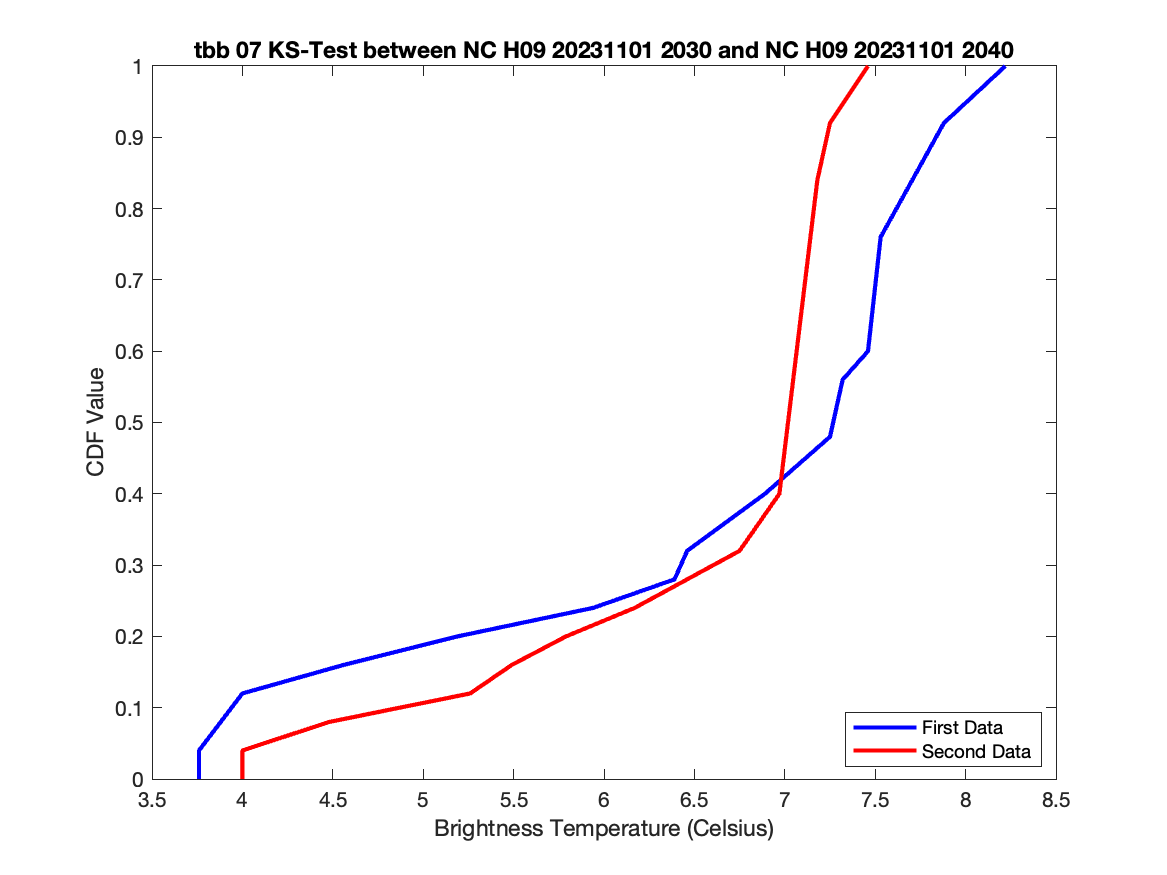 tbb 07 KS-Test between NC H09 20231101 2030 and NC H09 20231101 2040
1
0.9
0.8
0.7
0.6
0.5
0.4
0.3
0.2
0.1
0
CDF Value
First Data
Second Data
3.5 4 4.5 5 5.5 6 6.5 7 7.5 8 8.5
Brightness Temperature (Celsius)